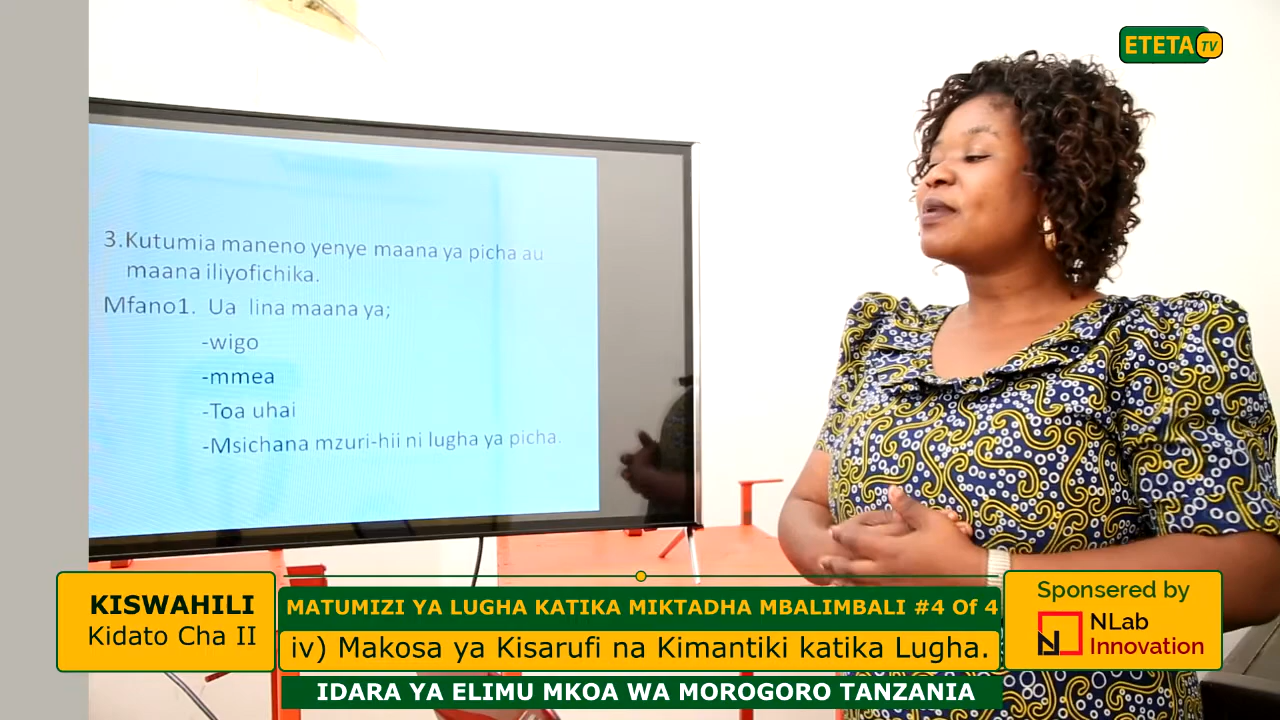 ETETA TV
3.Kutumia maneno yenye maana ya picha au
maana iliyofichika.
Mfano1. Ua lina maana ya;
-wigo
-mmea
-Toa uhai
-Msichana mzuri-hii ni lugha ya picha.
KISWAHILI
Kidato Cha II
MATUMIZI YA LUGHA KATIKA MIKTADHA MBALIMBALI #4 Of 4
iv) Makosa ya Kisarufi na Kimantiki katika Lugha.
IDARA YA ELIMU MKOA WA MOROGORO TANZANIA
Sponsered by
NLab
Innovation